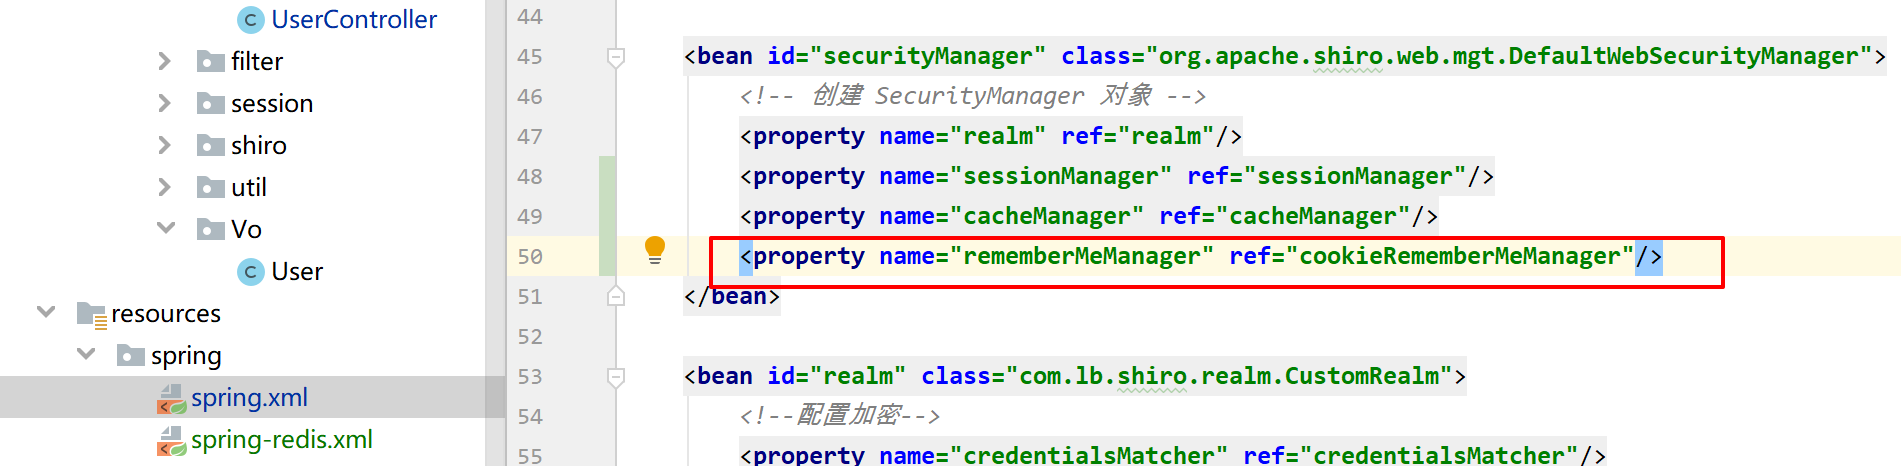 UserController
filter
session
shiro
util
Vo
User
resources
spring
spring.xml
spring-redis.xml
44
45 <bean id="securityManager" class="org.apache.shiro.web.mgt.DefaultWebSecurityManager">
46 <!-- 创建 SecurityManager 对象 -->
47 <property name="realm" ref="realm"/>
48 <property name="sessionManager" ref="sessionManager"/>
49 <property name="cacheManager" ref="cacheManager"/>
50 <property name="rememberMeManager" ref="cookieRememberMeManager"/>
51 </bean>
52
53 <bean id="realm" class="com.lb.shiro.realm.CustomRealm">
54 <!--配置加密-->
55 <property name="credentialsMatcher" ref="credentialsMatcher"/>